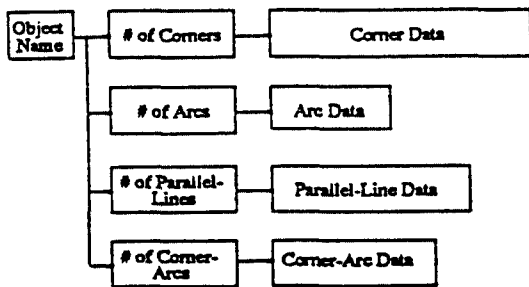 Object
Name
# of Corners
Corner Data
# of Arcs
Arc Data
# of Parallel-
Lines
Parallel-Line Data
# of Corner-
Arcs
Corner-Arc Data